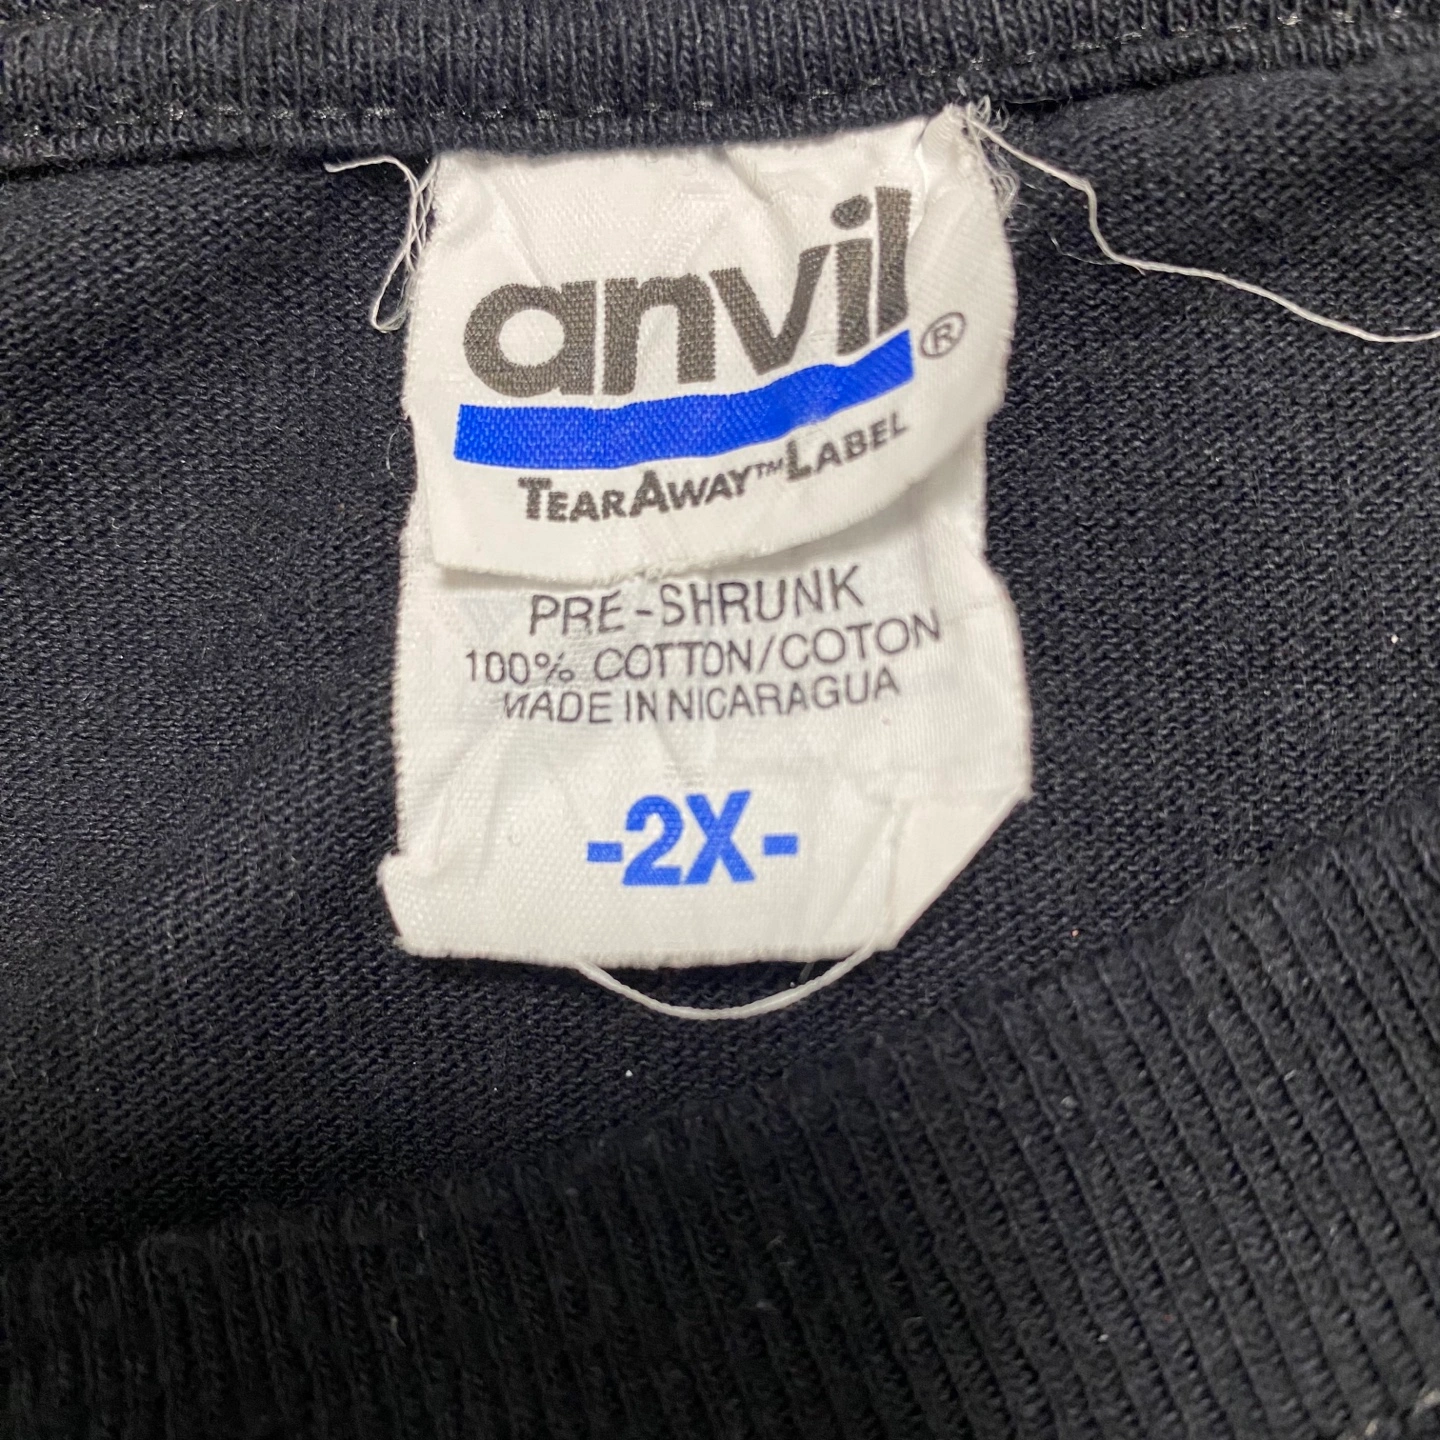 anvil®
TEARAWAY™LABEL
PRE-SHRUNK
100% COTTON/COTON
MADE IN NICARAGUA
-2X-